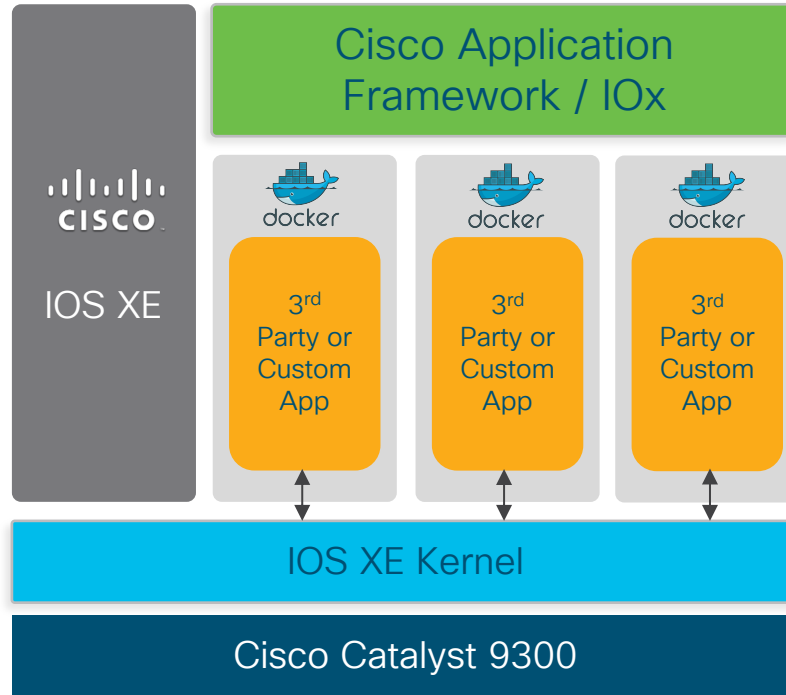 Cisco Application
Framework / IOx
CISCO
IOS XE
docker
3rd
Party or
Custom
App
docker
3rd
Party or
Custom
App
docker
3rd
Party or
Custom
App
IOS XE Kernel
Cisco Catalyst 9300